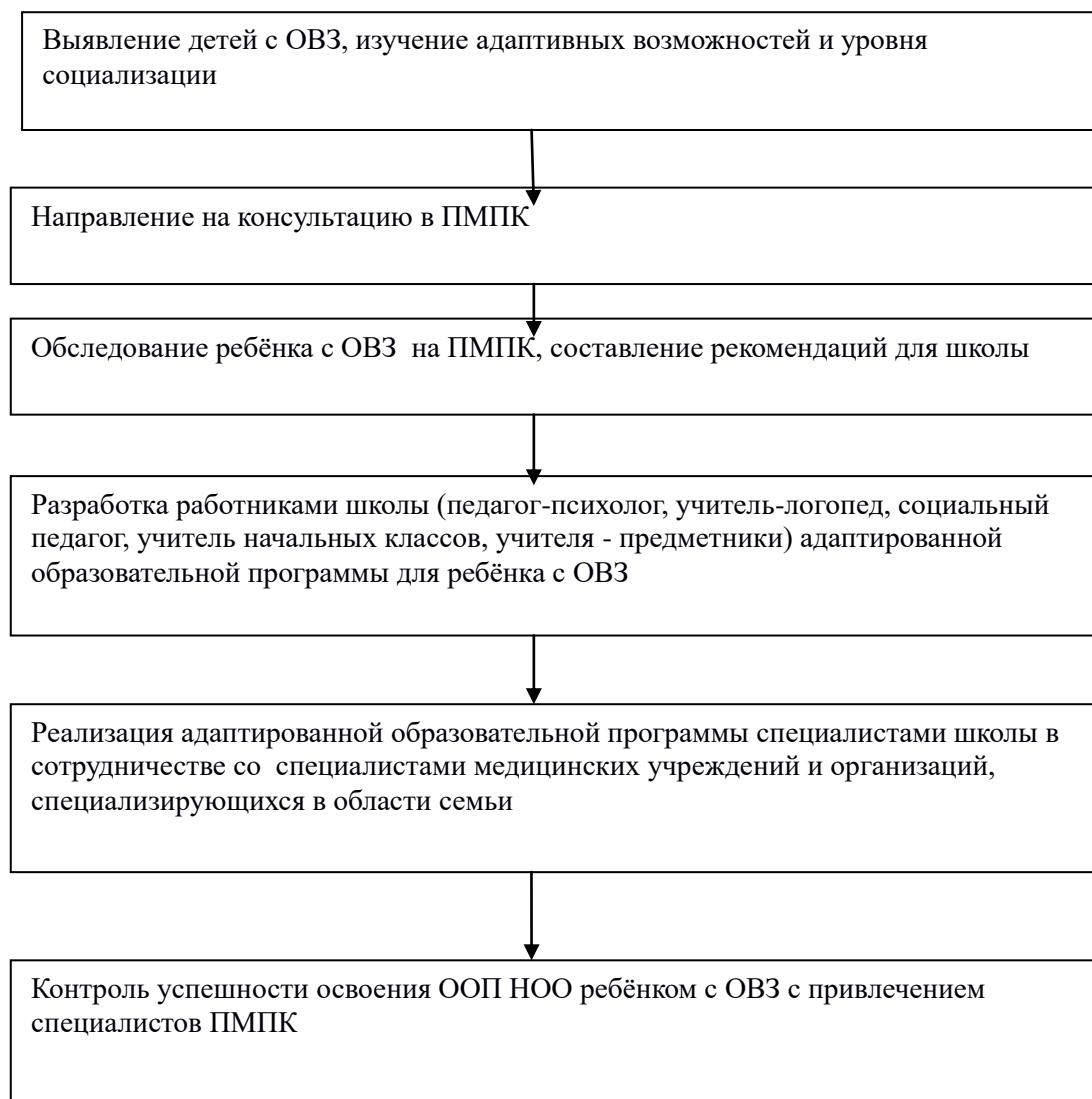 Выявление детей с ОВЗ, изучение адаптивных возможностей и уровня
социализации
Направление на консультацию в ПМПК
Обследование ребёнка с ОВЗ  на ПМПК, составление рекомендаций для школы
Разработка работниками школы (педагог-психолог, учитель-логопед, социальный
педагог, учитель начальных классов, учителя - предметники) адаптированной
образовательной программы для ребёнка с ОВЗ
Реализация адаптированной образовательной программы специалистами школы в
сотрудничестве со  специалистами медицинских учреждений и организаций,
специализирующихся в области семьи
Контроль успешности освоения ООП НОО ребёнком с ОВЗ с привлечением
специалистов ПМПК